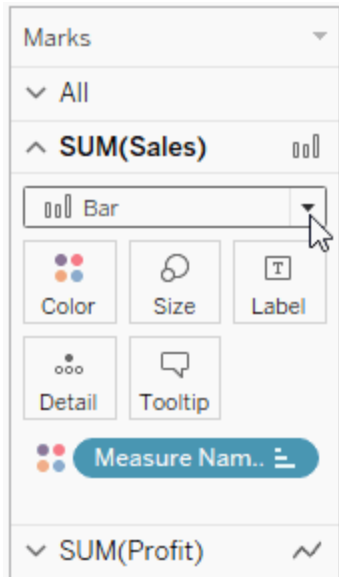 Marks
All
SUM(Sales)
Bar
Color Size Label
Detail Tooltip
Measure Nam..
SUM(Profit)